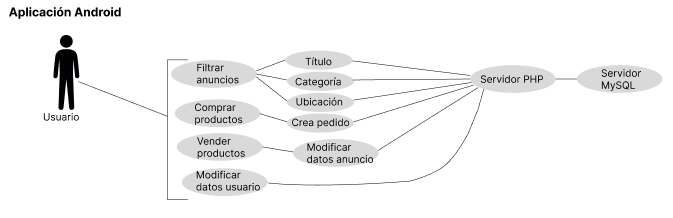 Aplicación Android
Usuario
Filtrar
anuncios
Título
Categoría
Ubicación
Comprar
productos
Crea pedido
Vender
productos
Modificar
datos anuncio
Modificar
datos usuario
Servidor PHP
Servidor
MySQL